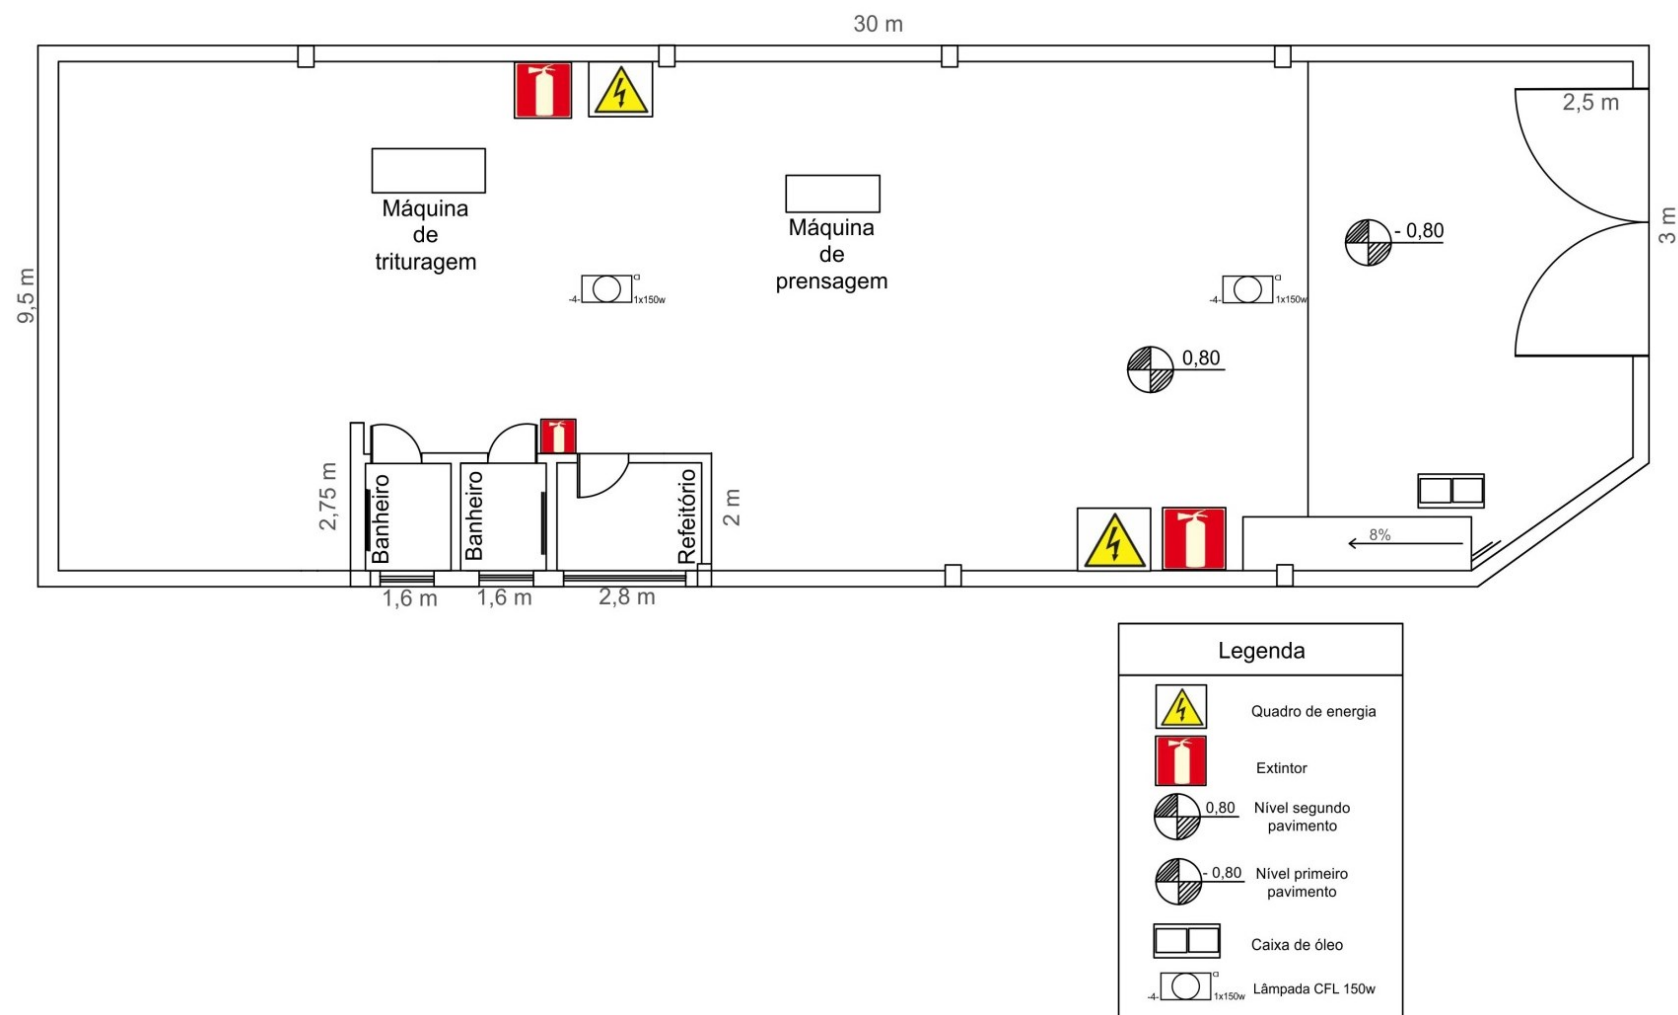 30 m
2,5 m
3 m
9,5 m
Máquina
de
trituragem
Máquina
de
prensagem
- 0,80
-4-
a
1x150w
-4-
a
1x150w
0,80
2,75 m
Banheiro
Banheiro
Refeitório
2 m
8%
1,6 m
1,6 m
2,8 m
Legenda
Quadro de energia
Extintor
0,80
Nível segundo
pavimento
- 0,80
Nível primeiro
pavimento
Caixa de óleo
-4-
a
1x150w
Lâmpada CFL 150w